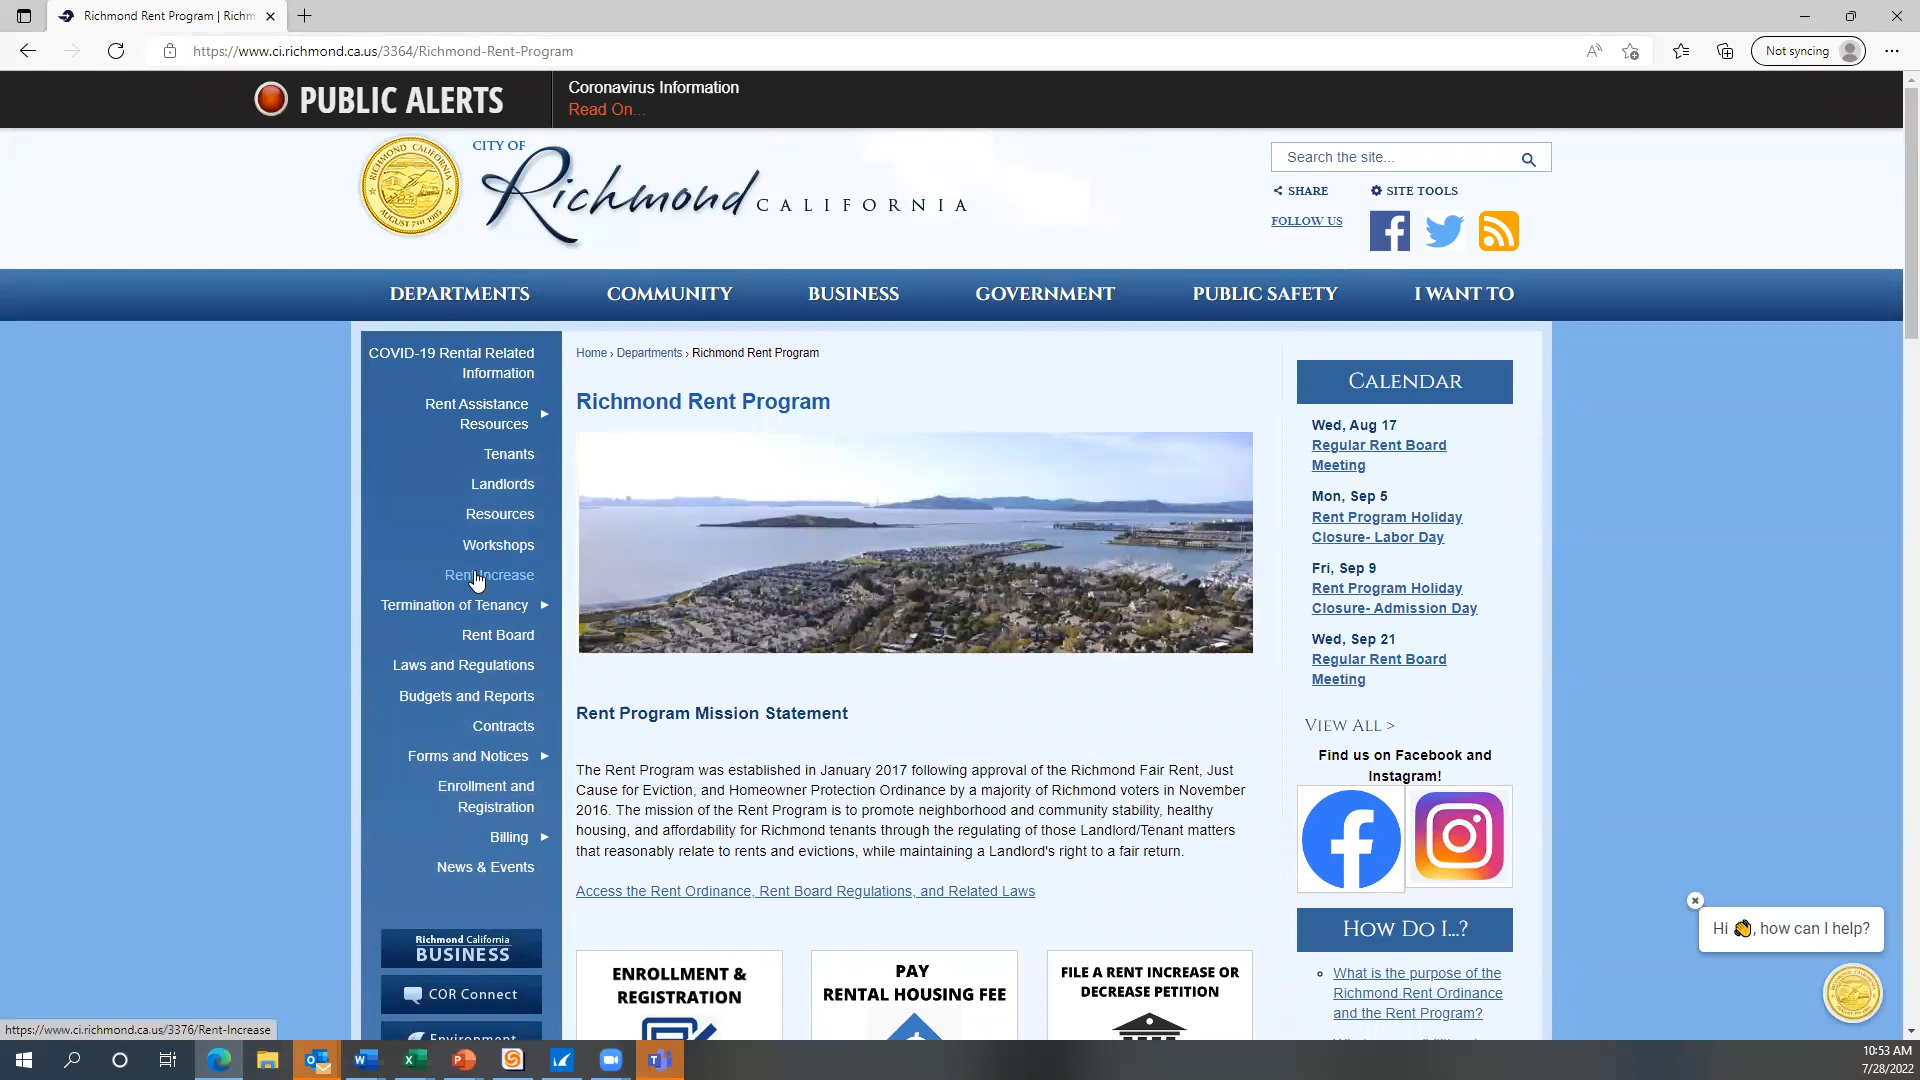 Richmond Rent Program | Richm
https://www.ci.richmond.ca.us/3364/Richmond-Rent-Program
Not syncing
PUBLIC ALERTS
Coronavirus Information
Read On...
RICHMOND CALIFORNIA
AUGUST 7TH 1905
CITY OF
Richmond
CALIFORNIA
Search the site...
SHARE
SITE TOOLS
FOLLOW US
DEPARTMENTS
COMMUNITY
BUSINESS
GOVERNMENT
PUBLIC SAFETY
I WANT TO
COVID-19 Rental Related
Information
Rent Assistance
Resources
Tenants
Landlords
Resources
Workshops
Rent Increase
Termination of Tenancy
Rent Board
Laws and Regulations
Budgets and Reports
Contracts
Forms and Notices
Enrollment and
Registration
Billing
News & Events
Richmond California
BUSINESS
COR Connect
Environment
Home › Departments › Richmond Rent Program
Richmond Rent Program
Rent Program Mission Statement
The Rent Program was established in January 2017 following approval of the Richmond Fair Rent, Just
Cause for Eviction, and Homeowner Protection Ordinance by a majority of Richmond voters in November
2016. The mission of the Rent Program is to promote neighborhood and community stability, healthy
housing, and affordability for Richmond tenants through the regulating of those Landlord/Tenant matters
that reasonably relate to rents and evictions, while maintaining a Landlord's right to a fair return.
Access the Rent Ordinance, Rent Board Regulations, and Related Laws
ENROLLMENT &
REGISTRATION
PAY
RENTAL HOUSING FEE
FILE A RENT INCREASE OR
DECREASE PETITION
CALENDAR
Wed, Aug 17
Regular Rent Board
Meeting
Mon, Sep 5
Rent Program Holiday
Closure- Labor Day
Fri, Sep 9
Rent Program Holiday
Closure- Admission Day
Wed, Sep 21
Regular Rent Board
Meeting
VIEW ALL >
Find us on Facebook and
Instagram!
HOW DO I...?
What is the purpose of the
Richmond Rent Ordinance
and the Rent Program?
Hi 👋, how can I help?
https://www.ci.richmond.ca.us/3376/Rent-Increase
10:53 AM
7/28/2022